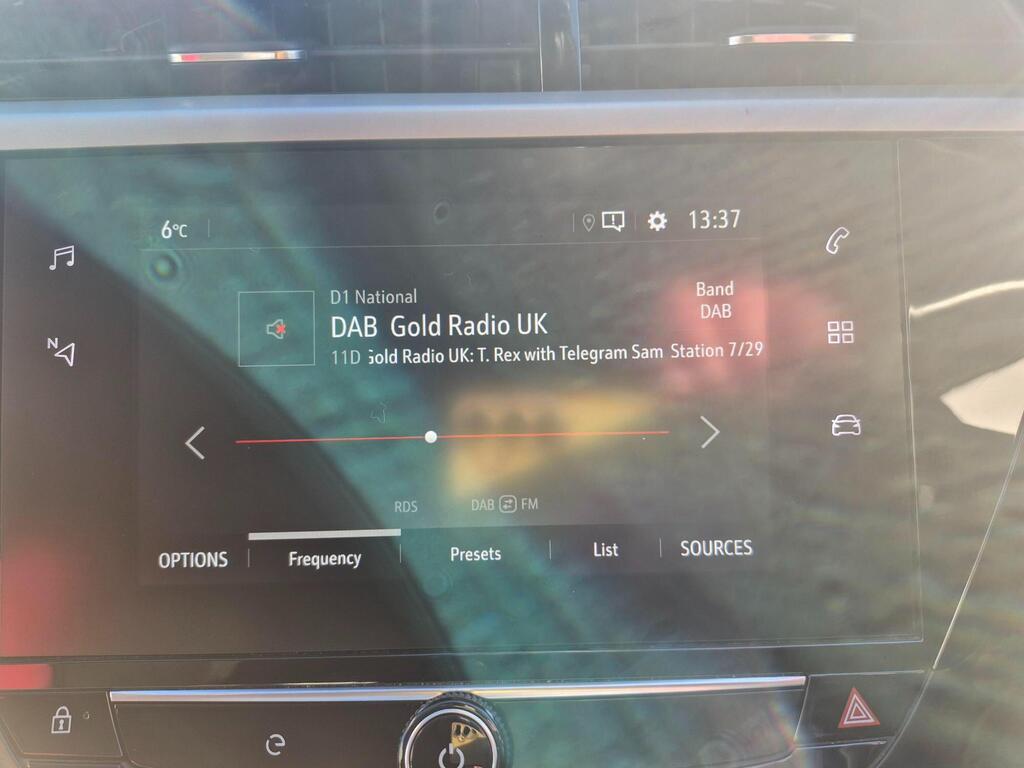 6°C
13:37
D1 National
Band
DAB Gold Radio UK
DAB
11D Gold Radio UK: T. Rex with Telegram Sam Station 7/29
N
RDS
DAB FM
OPTIONS Frequency Presets List SOURCES